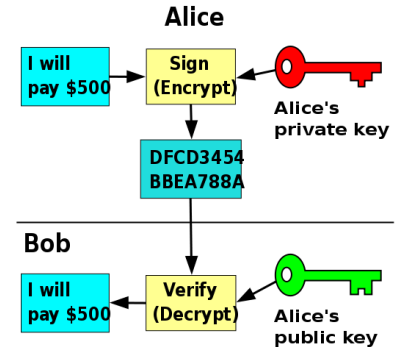 Alice
I will
pay $500
Sign
(Encrypt)
Alice's
private key
DFCD3454
BBEA788A
Bob
I will
pay $500
Verify
(Decrypt)
Alice's
public key